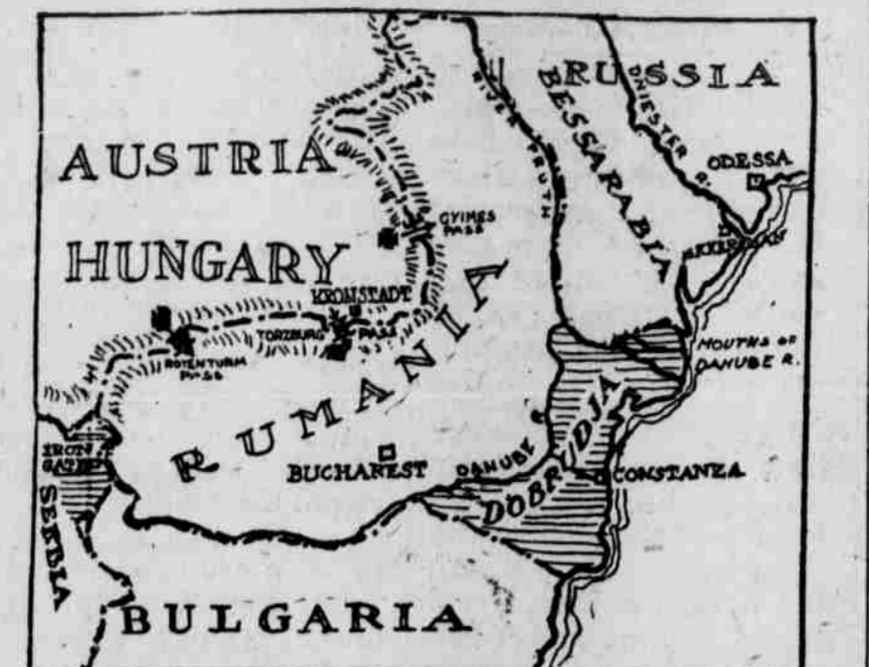 RUSSIA
BESSARABIA
DNIESTER R.
RIVER PRUTH
ODESSA
AUSTRIA
HUNGARY
GYIMES
PASS
AKKERMAN
KRONSTADT
TORZBURG PASS
ROTENTURM
PASS
MOUTHS OF
DANUBE R.
RUMANIA
IRON
GATE
BUCHAREST
DANUBE
DOBRUDJA
CONSTANZA
SERBIA
BULGARIA